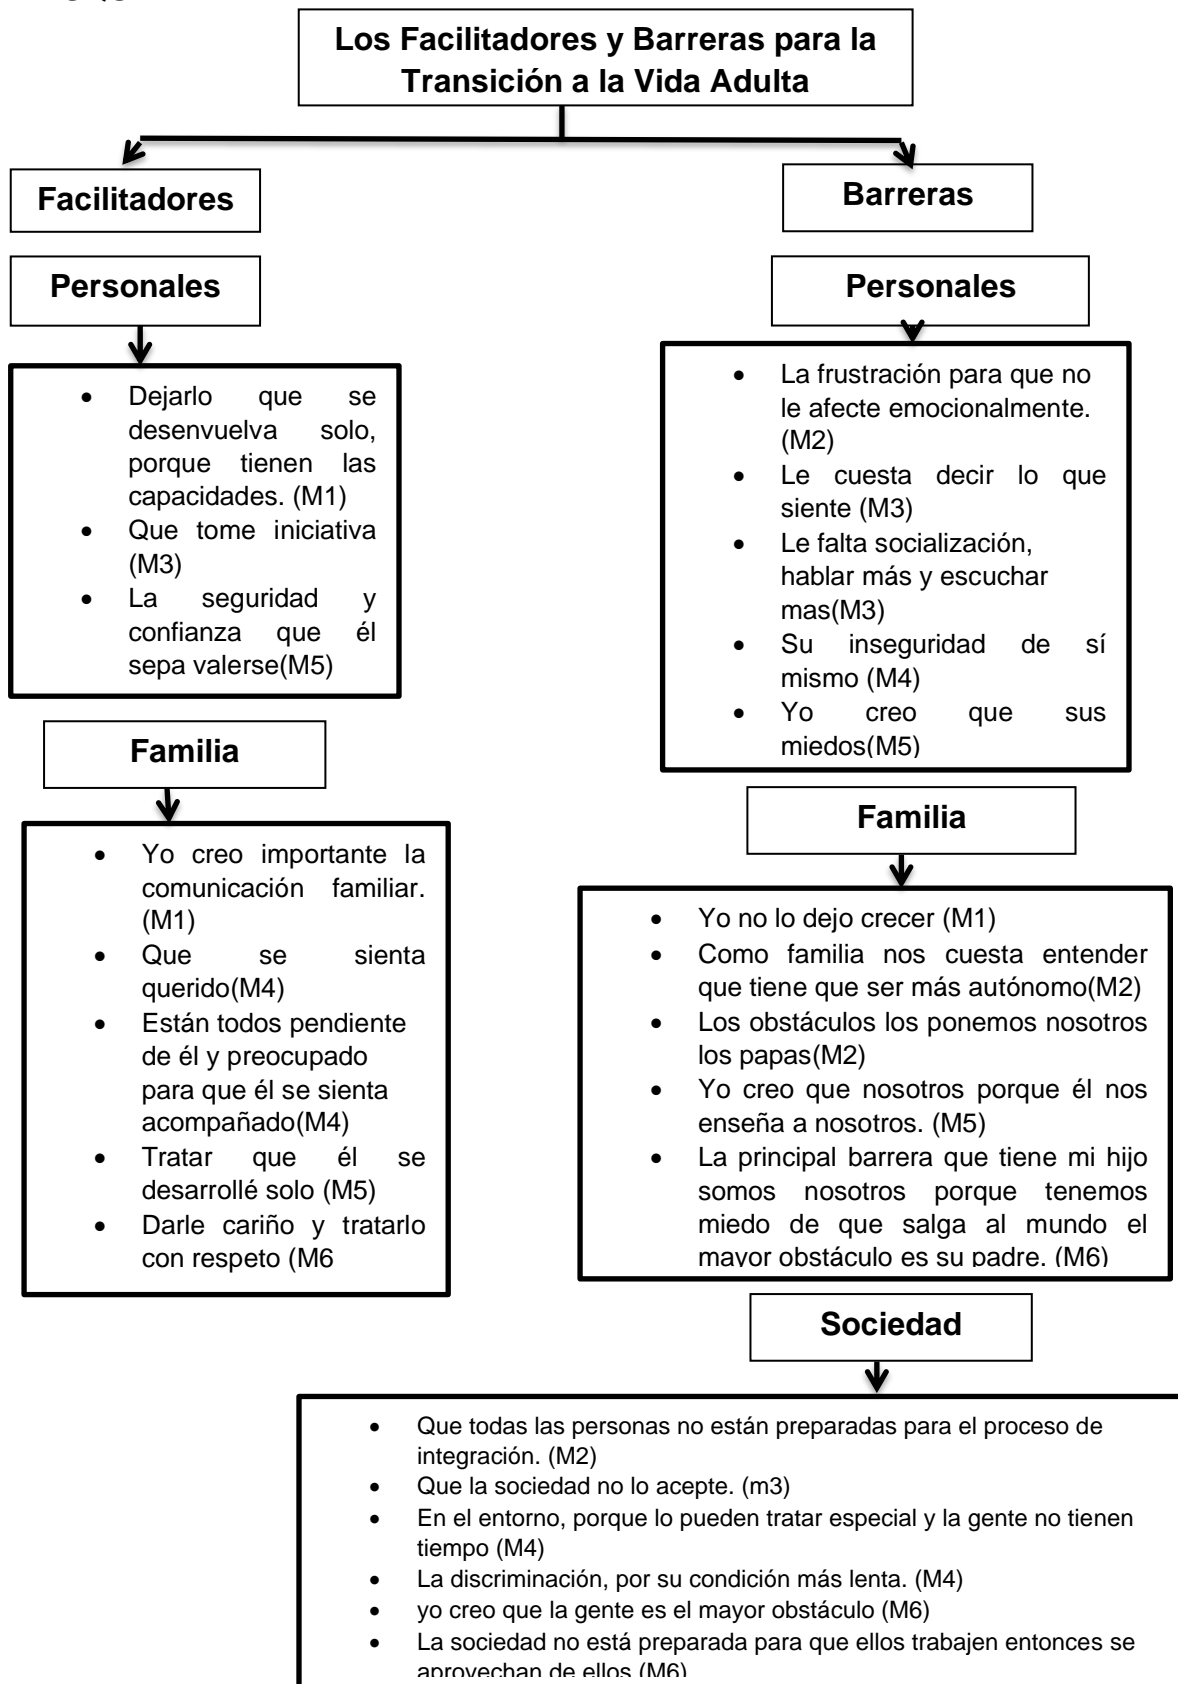 Los Facilitadores y Barreras para la
Transición a la Vida Adulta
Facilitadores
Personales
• Dejarlo que se
desenvuelva solo,
porque tienen las
capacidades. (M1)
• Que tome iniciativa
(M3)
• La seguridad y
confianza que él
sepa valerse(M5)
Familia
• Yo creo importante la
comunicación familiar.
(M1)
• Que se sienta
querido(M4)
• Están todos pendiente
de él y preocupado
para que él se sienta
acompañado(M4)
• Tratar que él se
desarrollé solo (M5)
• Darle cariño y tratarlo
con respeto (M6
Barreras
Personales
• La frustración para que no
le afecte emocionalmente.
(M2)
• Le cuesta decir lo que
siente (M3)
• Le falta socialización,
hablar más y escuchar
mas(M3)
• Su inseguridad de sí
mismo (M4)
• Yo creo que sus
miedos(M5)
Familia
• Yo no lo dejo crecer (M1)
• Como familia nos cuesta entender
que tiene que ser más autónomo(M2)
• Los obstáculos los ponemos nosotros
los papas(M2)
• Yo creo que nosotros porque él nos
enseña a nosotros. (M5)
• La principal barrera que tiene mi hijo
somos nosotros porque tenemos
miedo de que salga al mundo el
mayor obstáculo es su padre. (M6)
Sociedad
• Que todas las personas no están preparadas para el proceso de
integración. (M2)
• Que la sociedad no lo acepte. (m3)
• En el entorno, porque lo pueden tratar especial y la gente no tienen
tiempo (M4)
• La discriminación, por su condición más lenta. (M4)
• yo creo que la gente es el mayor obstáculo (M6)
• La sociedad no está preparada para que ellos trabajen entonces se
aprovechan de ellos (M6)